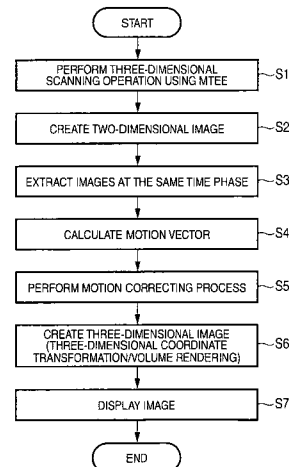 START
PERFORM THREE-DIMENSIONAL
SCANNING OPERATION USING MTEE
S1
CREATE TWO-DIMENSIONAL IMAGE
S2
EXTRACT IMAGES AT THE SAME TIME PHASE
S3
CALCULATE MOTION VECTOR
S4
PERFORM MOTION CORRECTING PROCESS
S5
CREATE THREE-DIMENSIONAL IMAGE
(THREE-DIMENSIONAL COORDINATE
TRANSFORMATION/VOLUME RENDERING)
S6
DISPLAY IMAGE
S7
END